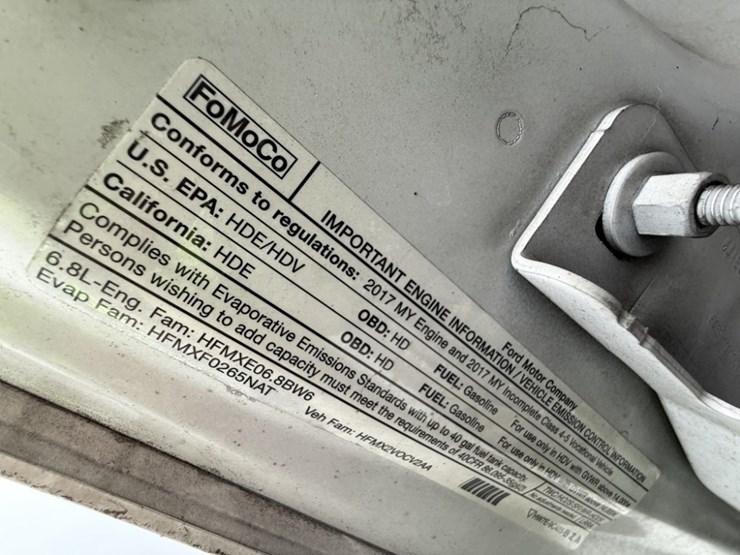 FoMoCo
IMPORTANT ENGINE INFORMATION / VEHICLE EMISSION CONTROL INFORMATION
Ford Motor Company
Conforms to regulations: 2017 MY Engine and 2017 MY Incomplete Class 4-5 Vocational Vehicle
U.S. EPA: HDE/HDV OBD: HD FUEL: Gasoline For use only in HDV with GVWR above 14,000
California: HDE OBD: HD FUEL: Gasoline For use only in HDV
Complies with Evaporative Emissions Standards with up to 40 gal fuel tank capacity
Persons wishing to add capacity must meet the requirements of 40CFR
6.8L-Eng. Fam: HFMXE06.8BW6
Evap Fam: HFMXF0265NAT Veh Fam: HFMX2VOCV2AA